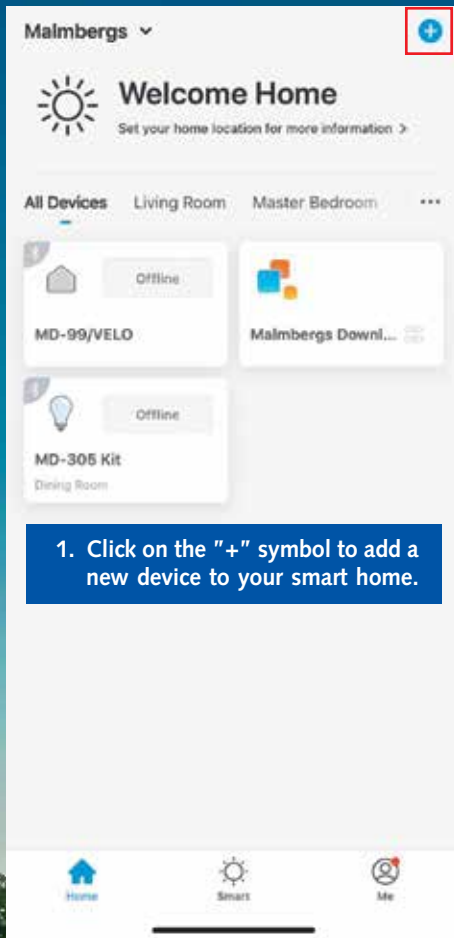 Malmbergs
Welcome Home
Set your home location for more information >
All Devices Living Room Master Bedroom ...
Offline
MD-99/VELO
Malmbergs Downl...
Offline
MD-305 Kit
Dining Room
1. Click on the "+" symbol to add a
new device to your smart home.
Home Smart Me